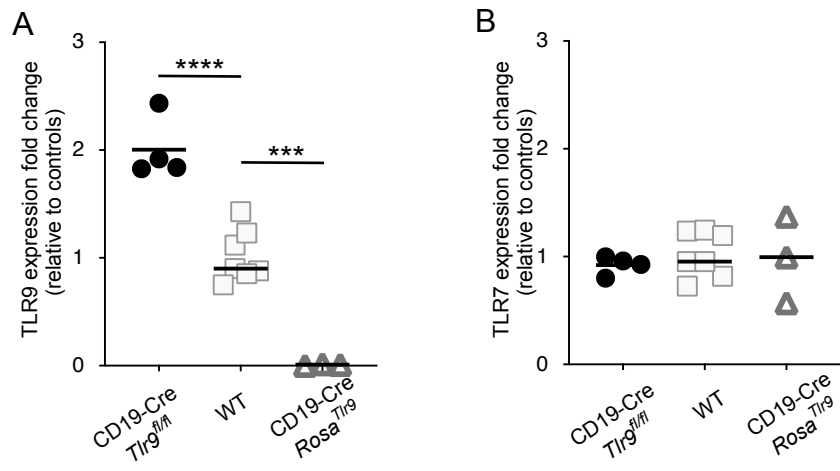 A
TLR9 expression fold change
(relative to controls)
3
2
1
0
****
***
CD19-Cre
Tlr9fl/fl
WT
CD19-Cre
RosaTlr9
B
TLR7 expression fold change
(relative to controls)
3
2
1
0
CD19-Cre
Tlr9fl/fl
WT
CD19-Cre
RosaTlr9